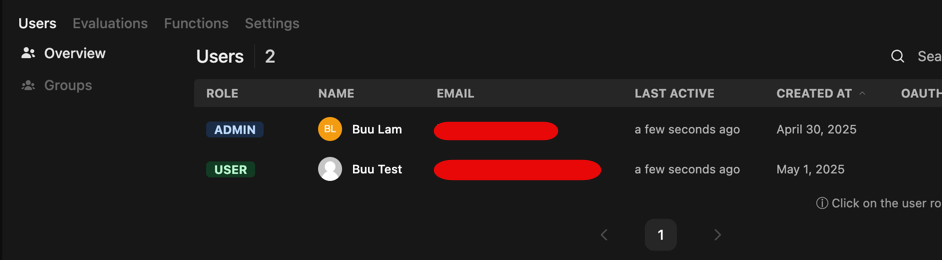 Users Evaluations Functions Settings
Overview
Groups
Users 2
Sea
ROLE NAME EMAIL LAST ACTIVE CREATED AT OAUTH
ADMIN BL Buu Lam a few seconds ago April 30, 2025
USER Buu Test a few seconds ago May 1, 2025
Click on the user ro
1